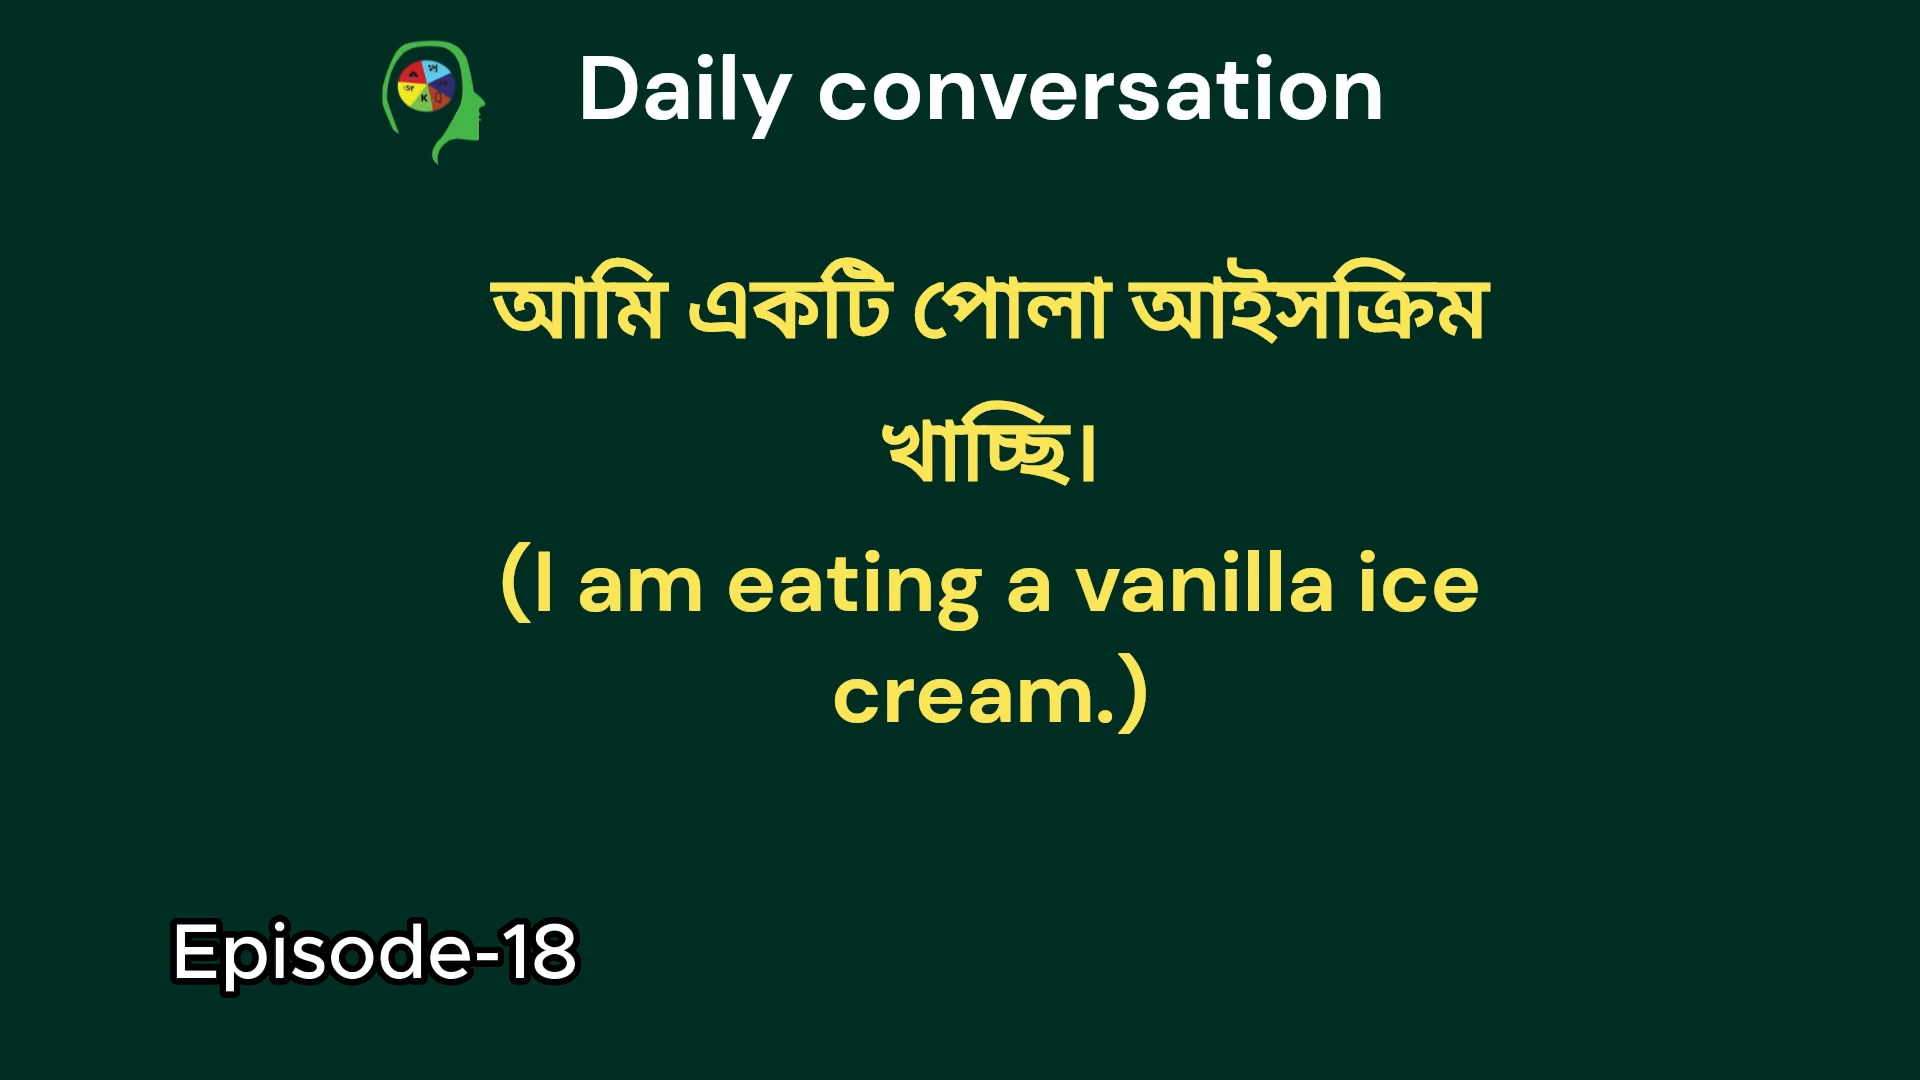 Daily conversation
আমি একটি পোলা আইসক্রিম
খাচ্ছি।
(I am eating a vanilla ice
cream.)
Episode-18